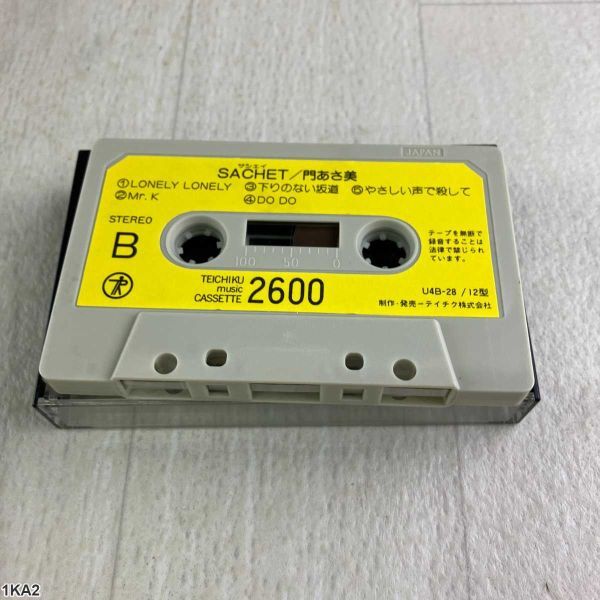 JAPAN
サシェイ
SACHET/門あさ美
①LONELY LONELY ③下りのない坂道 ⑤やさしい声で殺して
②Mr. K ④DO DO
STEREO
B
100 50 0
テープを無断で
録音することは
法律で禁じられ
ています。
TEICHIKU
music
CASSETTE
2600
U4B-28 /12型
制作・発売ーテイチク株式会社
1KA2